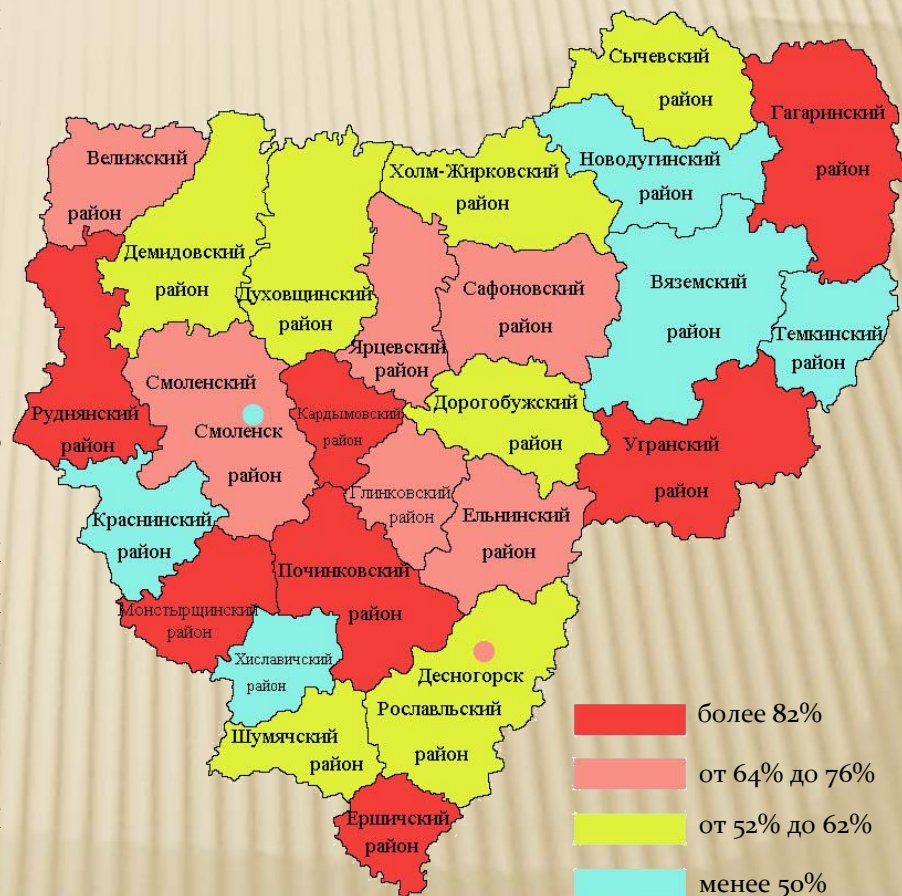 Сычевский
район
Гагаринский
район
Велижский
район
Холм-Жирковский
район
Новодугинский
район
Демидовский
район
Духовщинский
район
Сафоновский
район
Вяземский
район
Темкинский
район
Ярцевский
район
Смоленский
Смоленск
район
Руднянский
район
Кардымовский
район
Дорогобужский
район
Угранский
район
Глинковский
район
Ельнинский
район
Краснинский
район
Починковский
район
Монстырщинский
район
Хиславичский
район
Десногорск
Рославльский
район
Шумячский
район
Ершичский
район
более 82%
от 64% до 76%
от 52% до 62%
менее 50%